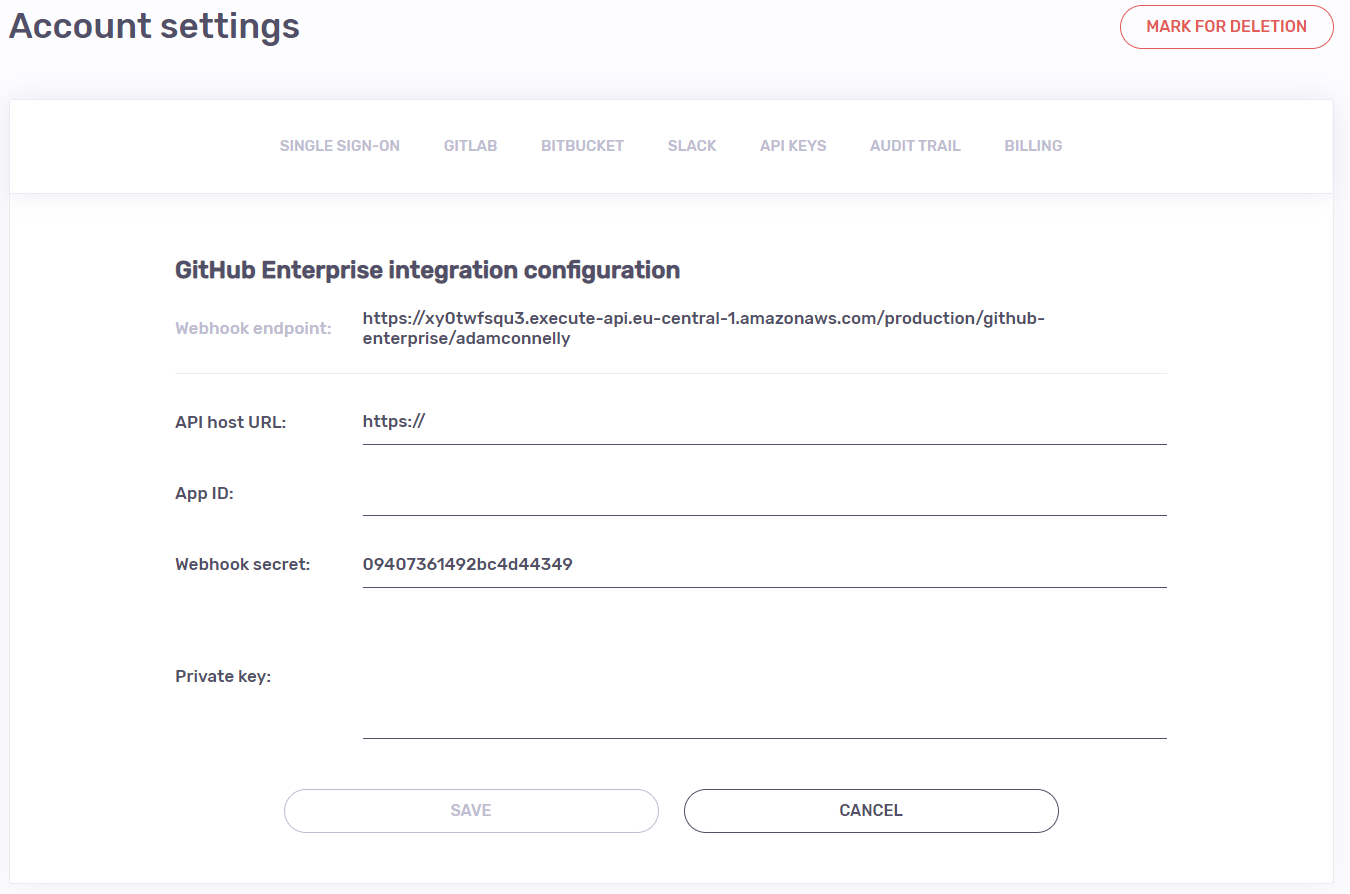 Account settings
MARK FOR DELETION
SINGLE SIGN-ON GITLAB BITBUCKET SLACK API KEYS AUDIT TRAIL BILLING
GitHub Enterprise integration configuration
Webhook endpoint:
https://xy0twfsqu3.execute-api.eu-central-1.amazonaws.com/production/github-
enterprise/adamconnelly
API host URL:
https://
App ID:
Webhook secret:
09407361492bc4d44349
Private key:
SAVE
CANCEL